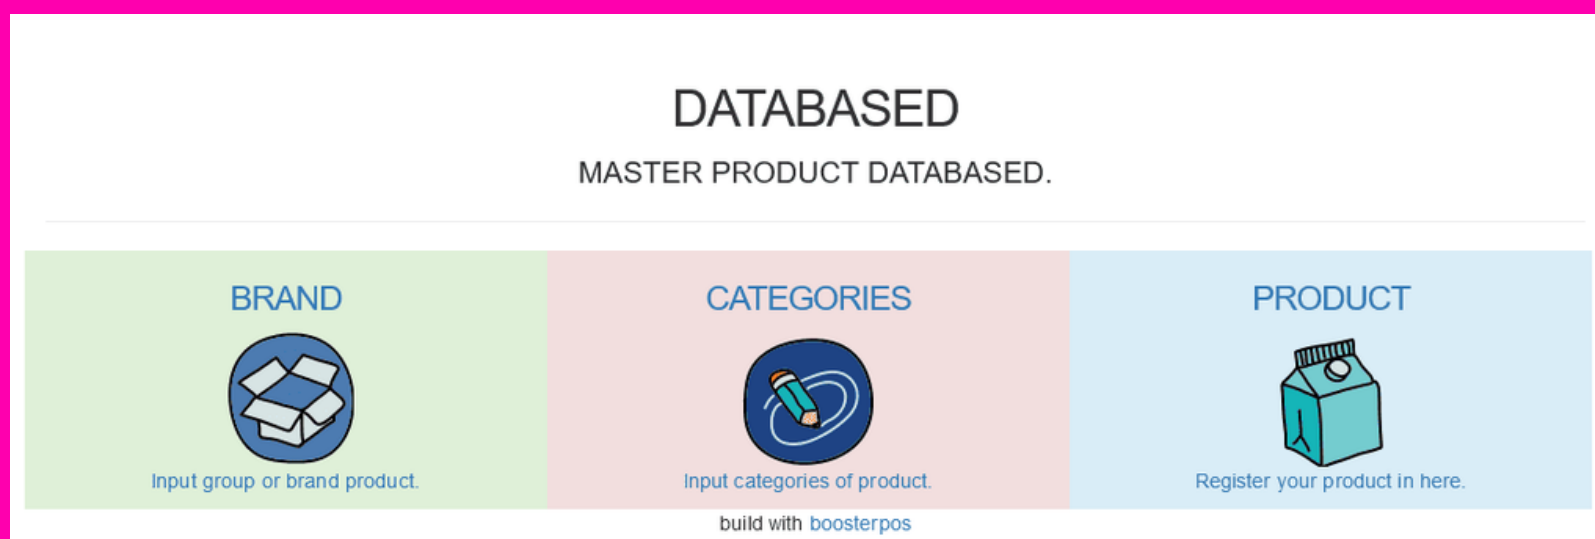 DATABASED
MASTER PRODUCT DATABASED.
BRAND
Input group or brand product.
CATEGORIES
Input categories of product.
PRODUCT
Register your product in here.
build with boosterpos